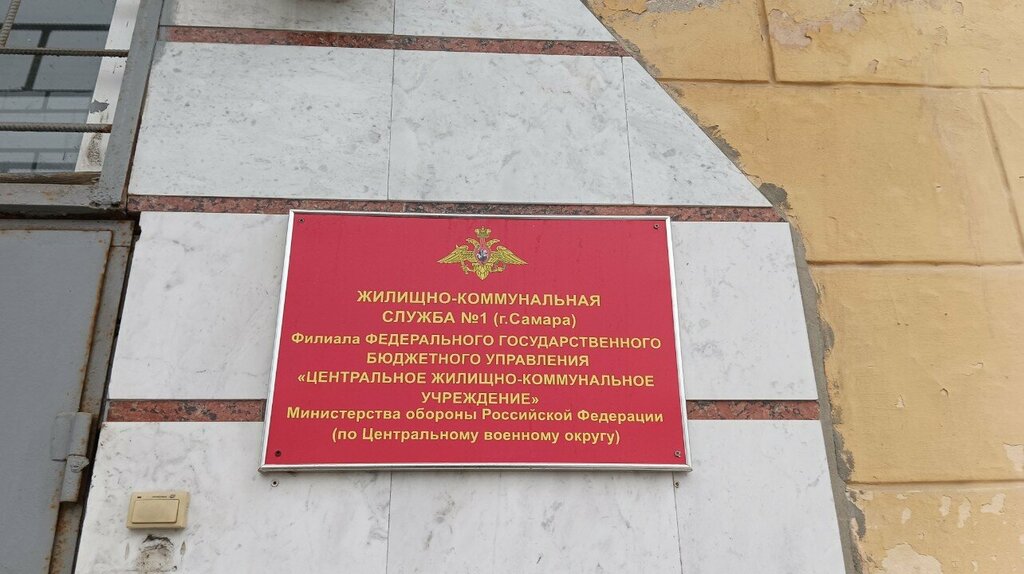 ЖИЛИЩНО-КОММУНАЛЬНАЯ
СЛУЖБА №1 (г.Самара)
Филиала ФЕДЕРАЛЬНОГО ГОСУДАРСТВЕННОГО
БЮДЖЕТНОГО УПРАВЛЕНИЯ
«ЦЕНТРАЛЬНОЕ ЖИЛИЩНО-КОММУНАЛЬНОЕ
УЧРЕЖДЕНИЕ»
Министерства обороны Российской Федерации
(по Центральному военному округу)